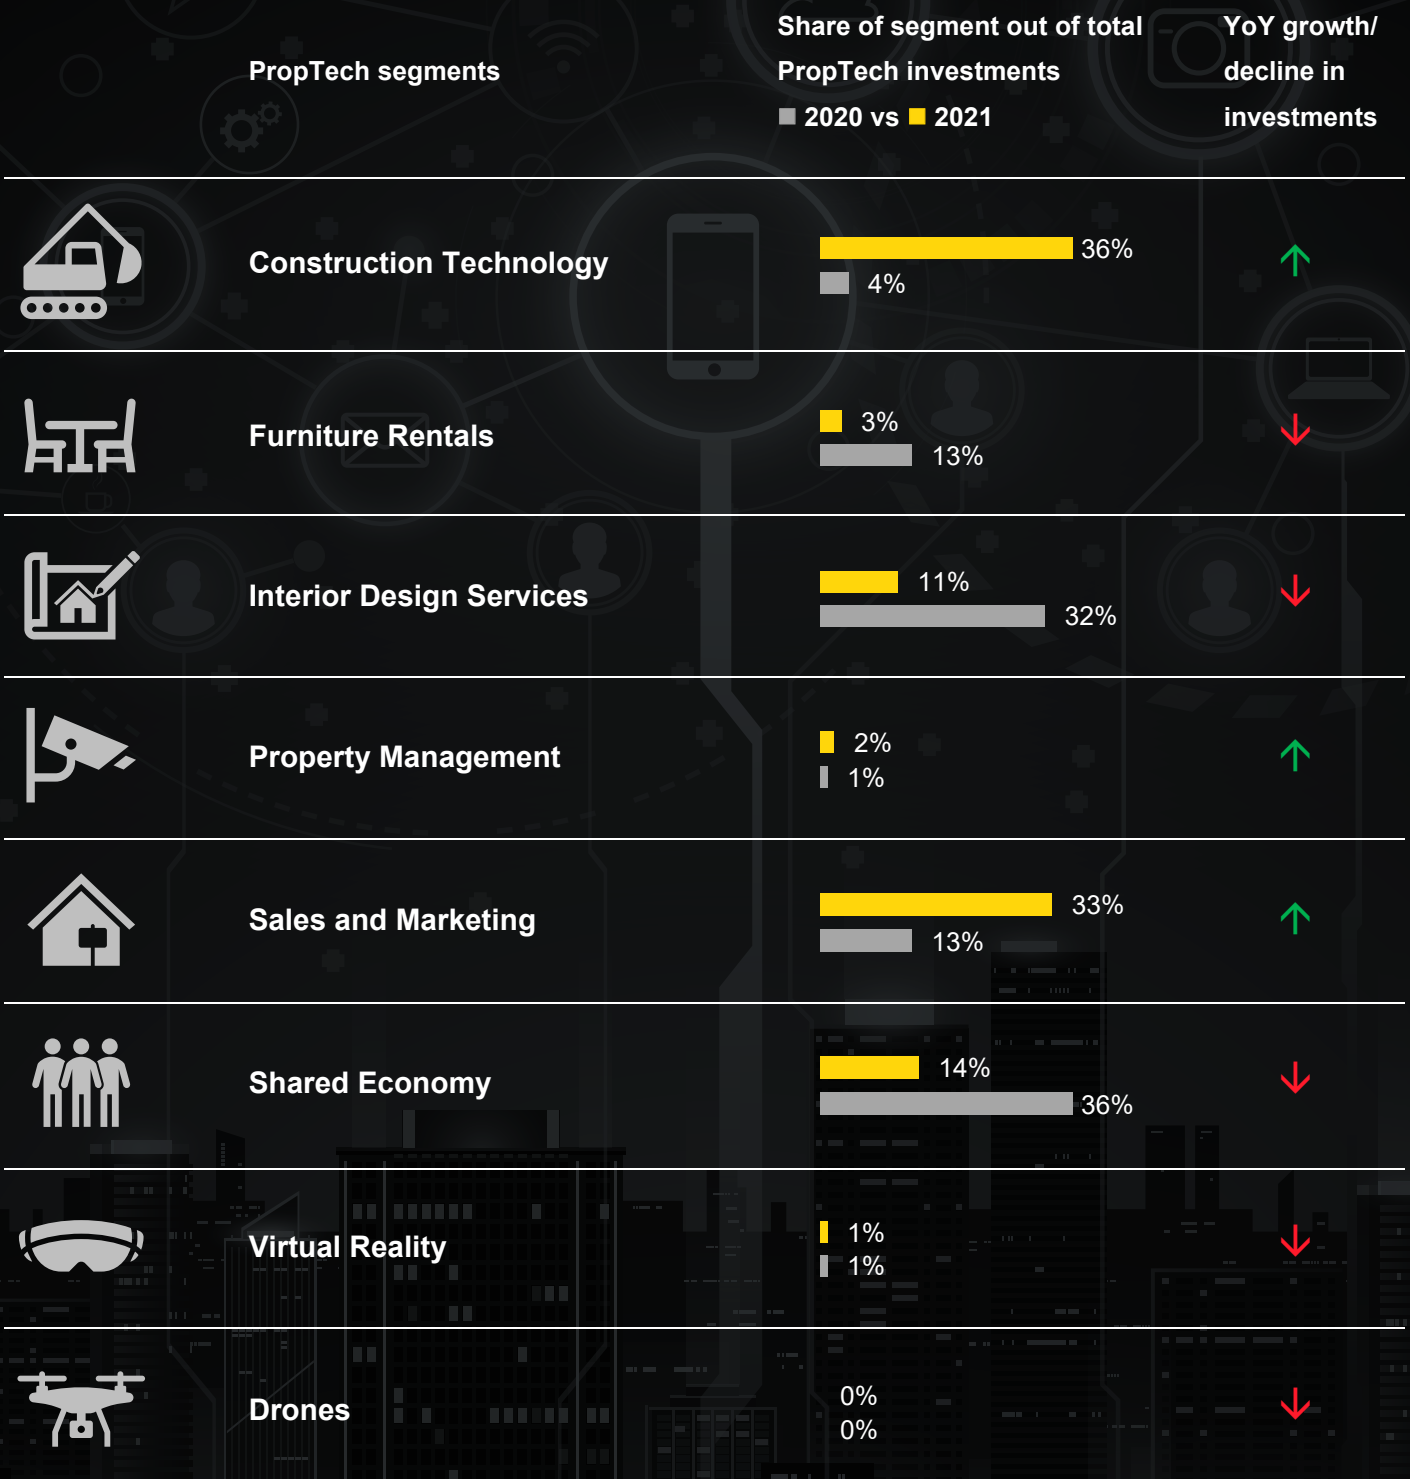 PropTech segments
Share of segment out of total
PropTech investments
2020 vs 2021
YoY growth/
decline in
investments
Construction Technology
36%
4%
Furniture Rentals
3%
13%
Interior Design Services
11%
32%
Property Management
2%
1%
Sales and Marketing
33%
13%
Shared Economy
14%
36%
Virtual Reality
1%
1%
Drones
0%
0%